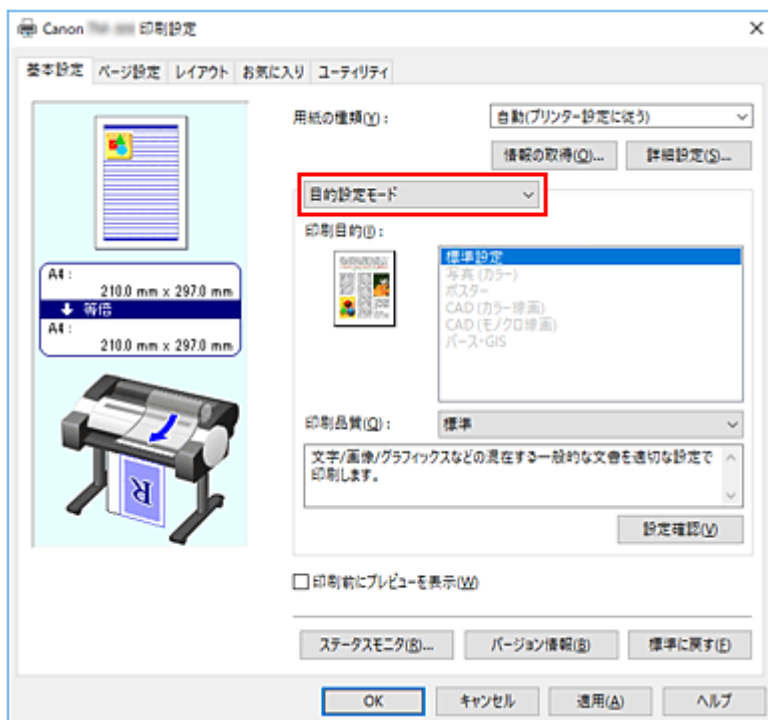 Canon 印刷設定
基本設定 ページ設定 レイアウト お気に入り ユーティリティ
用紙の種類(Y):
自動(プリンター設定に従う)
情報の取得(O)... 詳細設定(S)...
目的設定モード
印刷目的(I):
標準設定
写真 (カラー)
ポスター
CAD (カラー線画)
CAD (モノクロ線画)
パース・GIS
A4 :
210.0 mm x 297.0 mm
等倍
A4 :
210.0 mm x 297.0 mm
R
印刷品質(Q): 標準
文字/画像/グラフィックスなどの混在する一般的な文書を適切な設定で
印刷します。
設定確認(V)
印刷前にプレビューを表示(W)
ステータスモニタ(R)... バージョン情報(B) 標準に戻す(F)
OK キャンセル 適用(A) ヘルプ